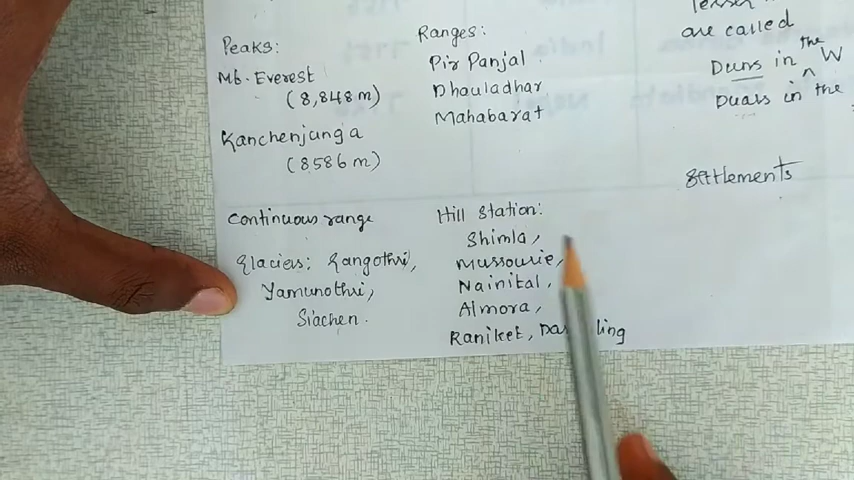 Peaks:
Mt. Everest
(8,848 m)
Kanchenjunga
(8586 m)
Continuous range
Glaciers: Gangothri,
Yamunothri,
Siachen.
Ranges:
Pir Panjal
Dhauladhar
Mahabarat
Hill Station:
Shimla,
Mussourie,
Nainital,
Almora,
Raniket,
are called
Duns in the W
Duars in the
Settlements